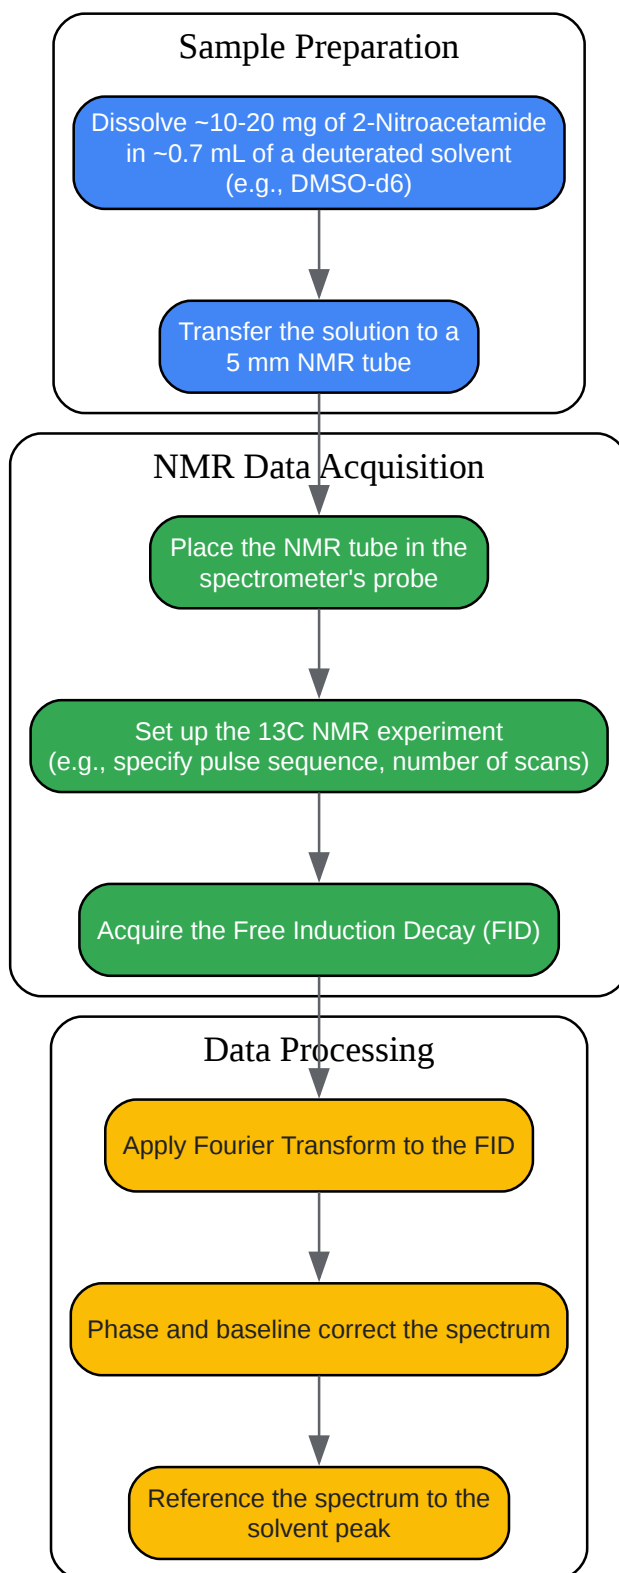 Sample Preparation
Dissolve ~10-20 mg of 2-Nitroacetamide
in ~0.7 mL of a deuterated solvent
(e.g., DMSO-d6)
Transfer the solution to a
5 mm NMR tube
NMR Data Acquisition
Place the NMR tube in the
spectrometer's probe
Set up the 13C NMR experiment
(e.g., specify pulse sequence, number of scans)
Acquire the Free Induction Decay (FID)
Data Processing
Apply Fourier Transform to the FID
Phase and baseline correct the spectrum
Reference the spectrum to the
solvent peak